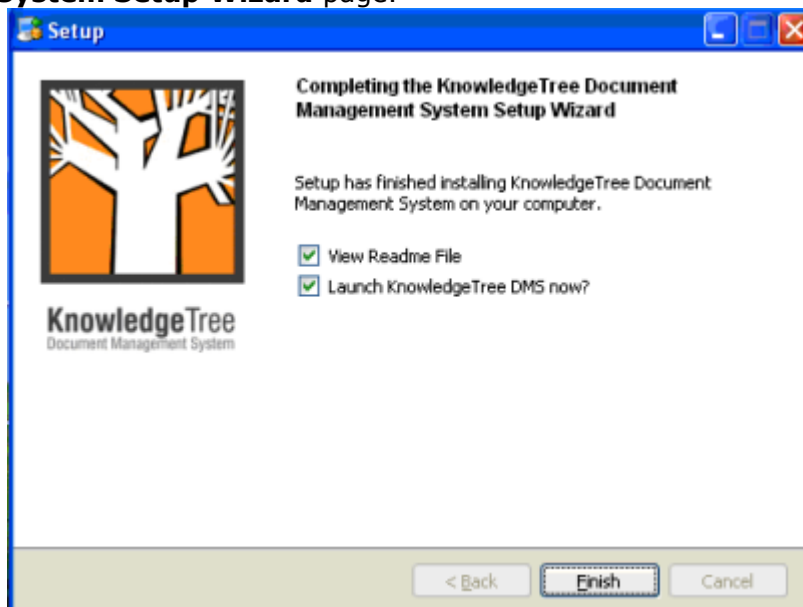 System Setup Wizard page.
Setup
Completing the KnowledgeTree Document
Management System Setup Wizard
Setup has finished installing KnowledgeTree Document
Management System on your computer.
View Readme File
Launch KnowledgeTree DMS now?
KnowledgeTree
Document Management System
< Back
Finish
Cancel